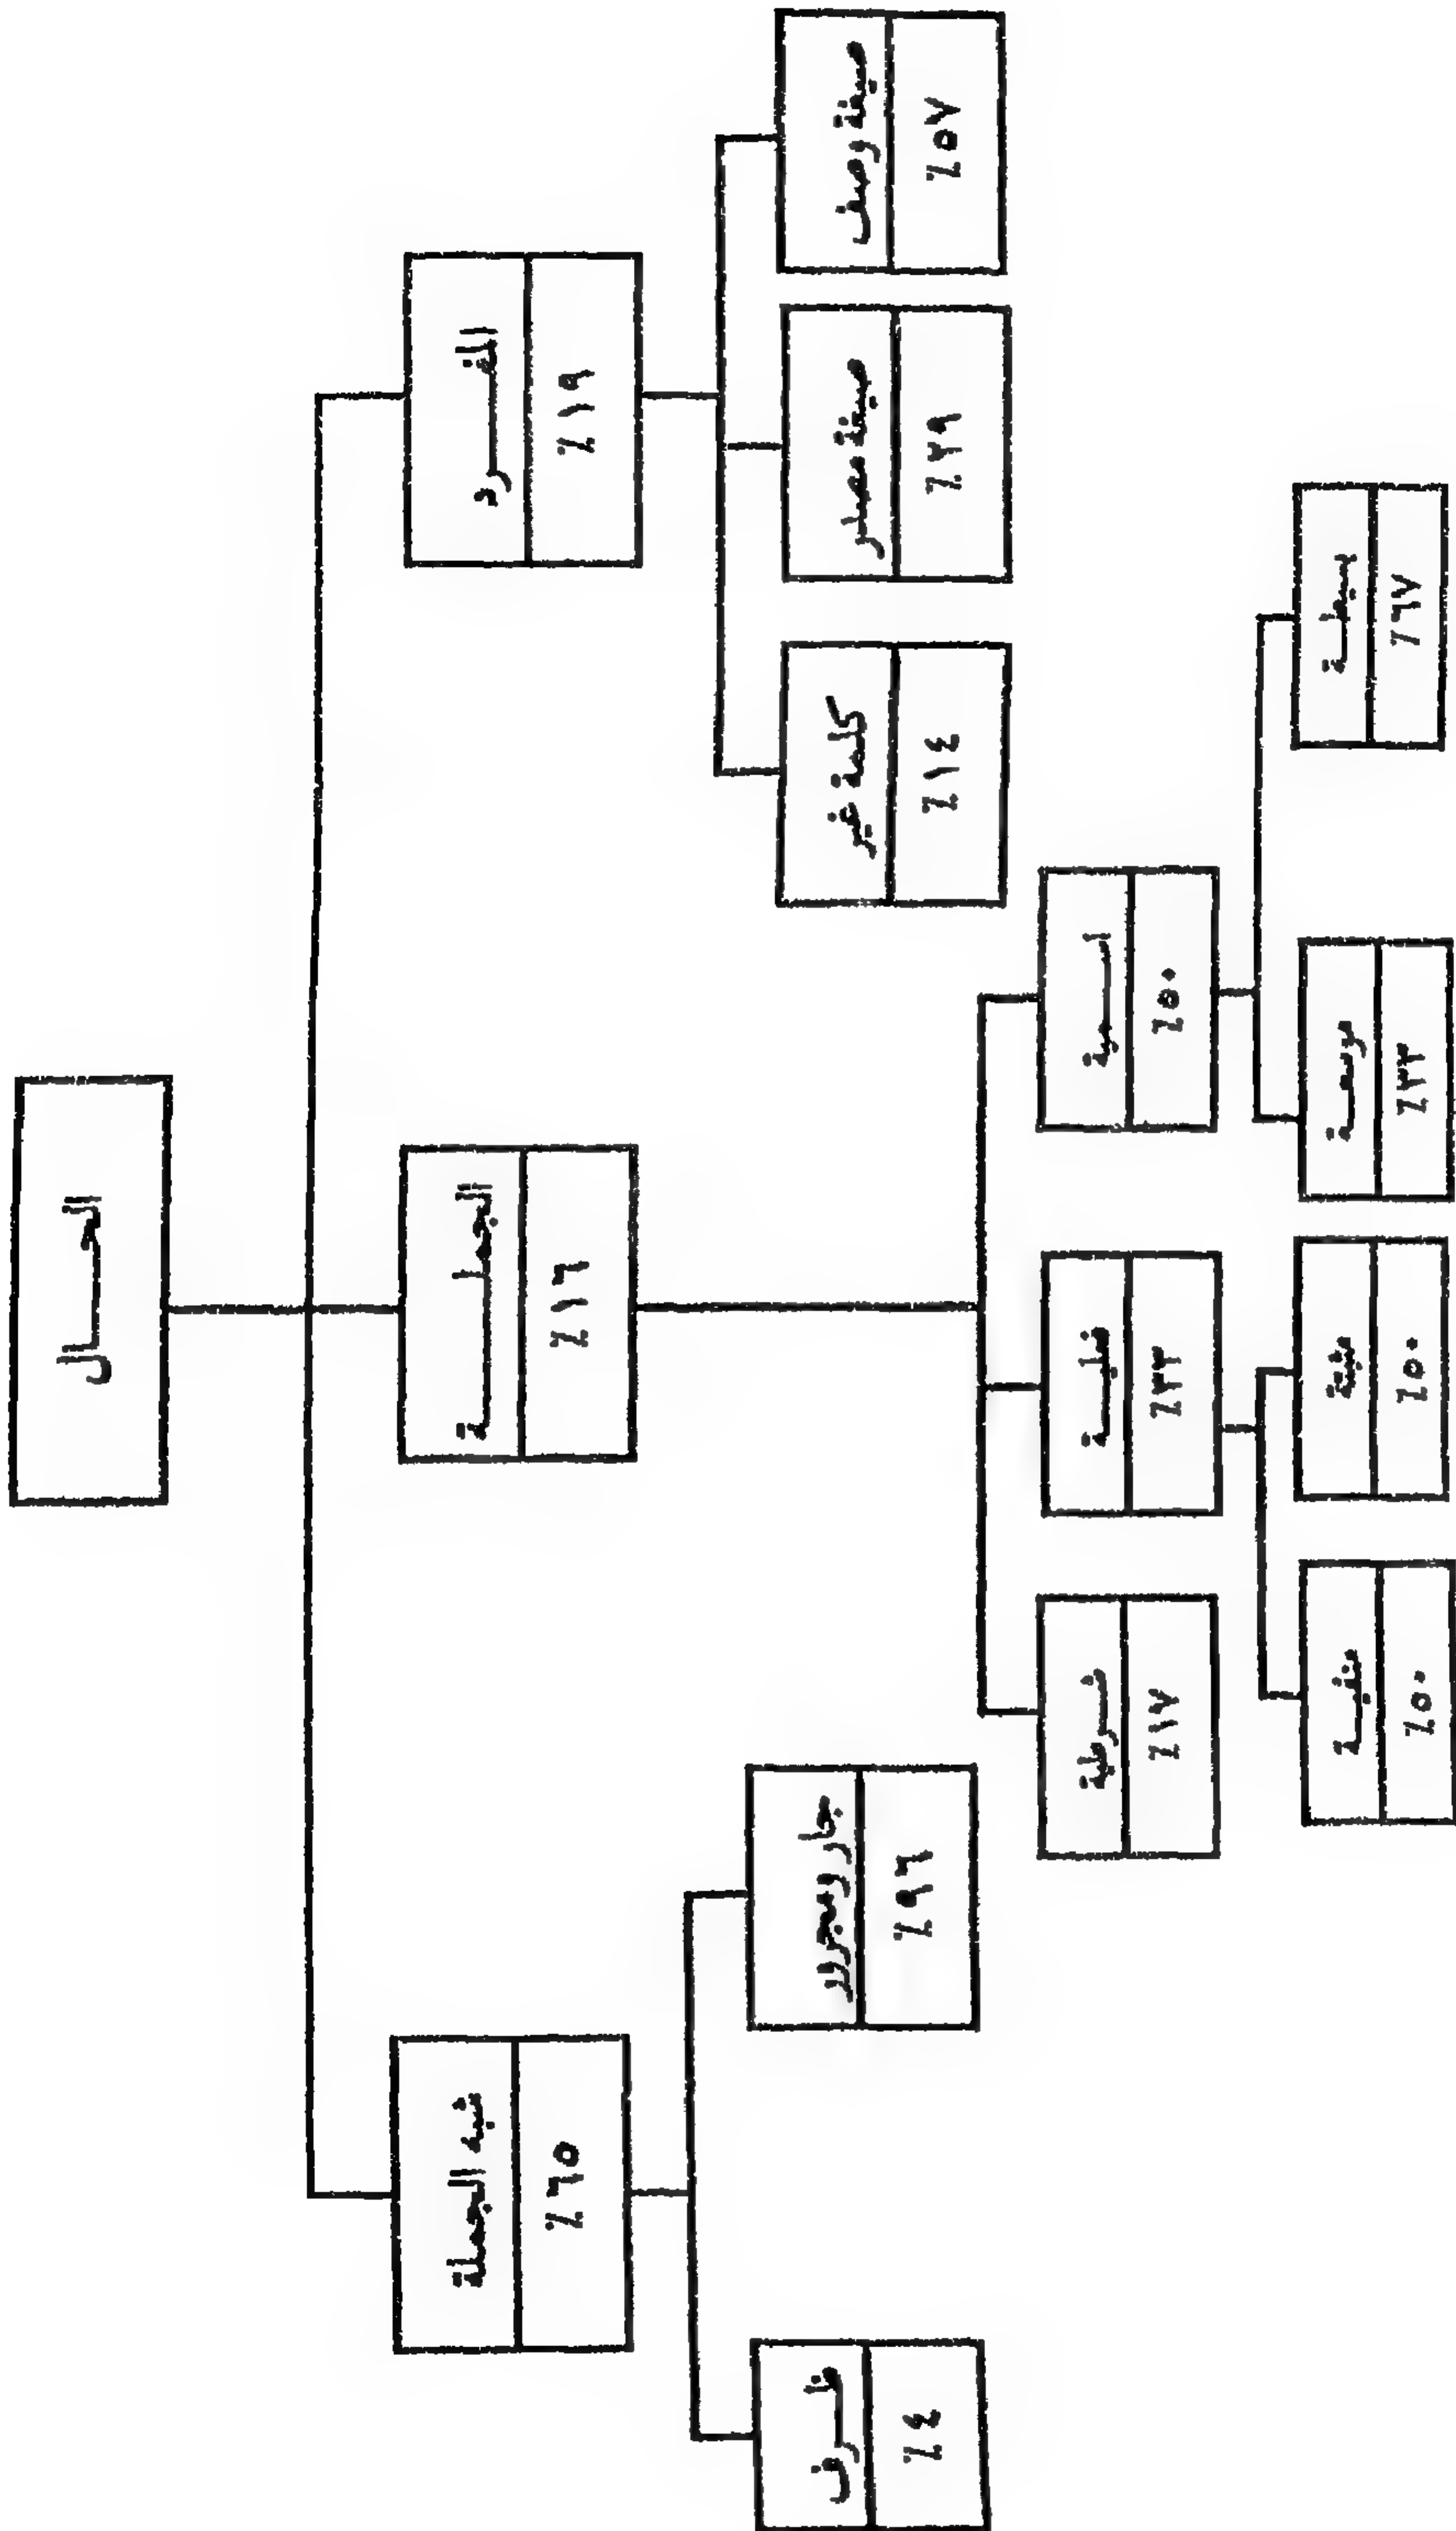 الحال
المفرد
٪١٩
الجملة
٪١٦
شبه الجملة
٪٦٥
صيغة وصف
٪٥٧
صيغة مصدر
٪٢٩
كلمة غير
٪١٤
جار ومجرور
٪٩٦
ظرف
٪٤
اسمية
٪٥٠
فعلية
٪٣٣
شرطية
٪١٧
بسيطة
٪٦٧
موسعة
٪٣٣
مثبتة
٪٥٠
منفية
٪٥٠